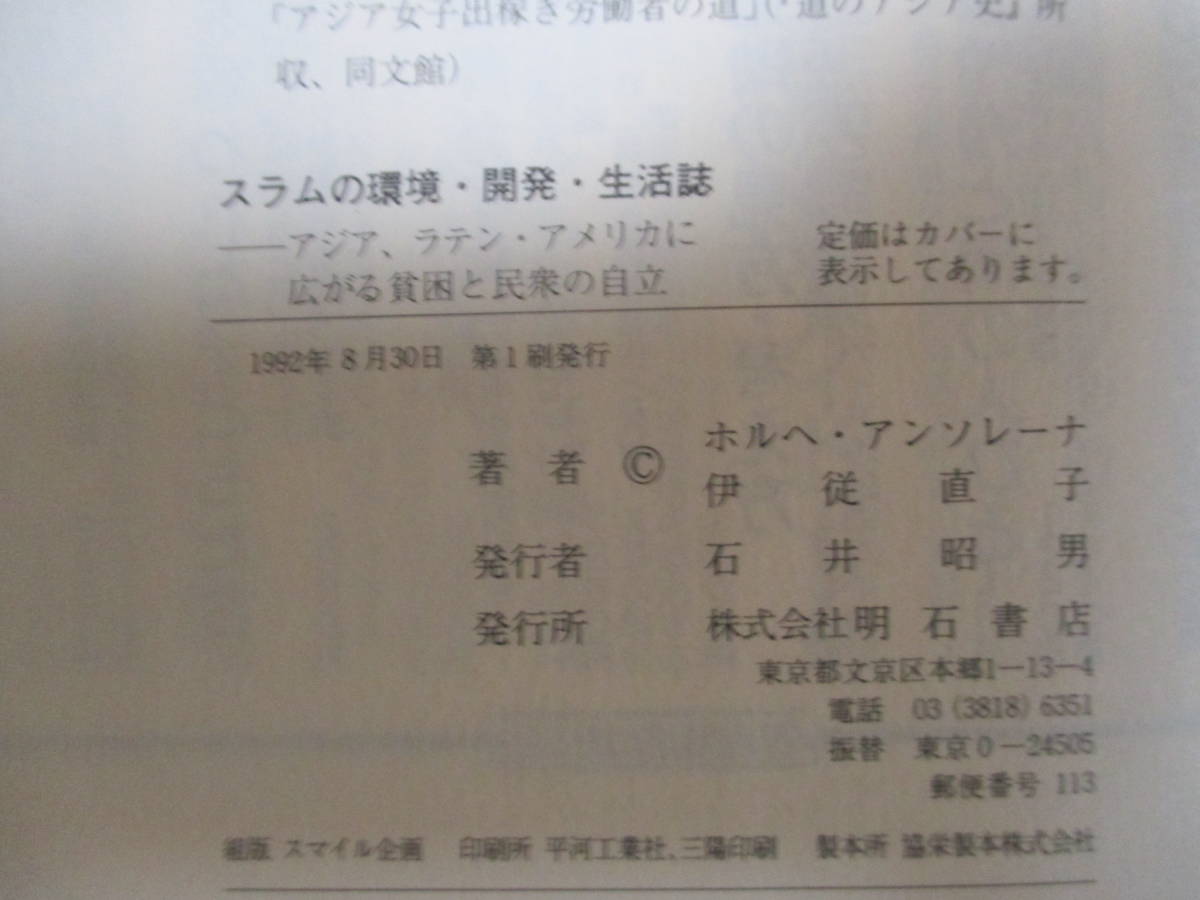 「アジア女子出稼ぎ労働者の道」(『道のアジア史』所
収、同文館)
スラムの環境・開発・生活誌
――アジア、ラテン・アメリカに
広がる貧困と民衆の自立
定価はカバーに
表示してあります。
1992年 8月30日 第1刷発行
著者 © ホルヘ・アンソレーナ
伊従直子
発行者 石井昭男
発行所 株式会社明石書店
東京都文京区本郷1―13―4
電話 03 (3818) 6351
振替 東京0―24505
郵便番号 113
組版 スマイル企画 印刷所 平河工業社、三陽印刷 製本所 協栄製本株式会社